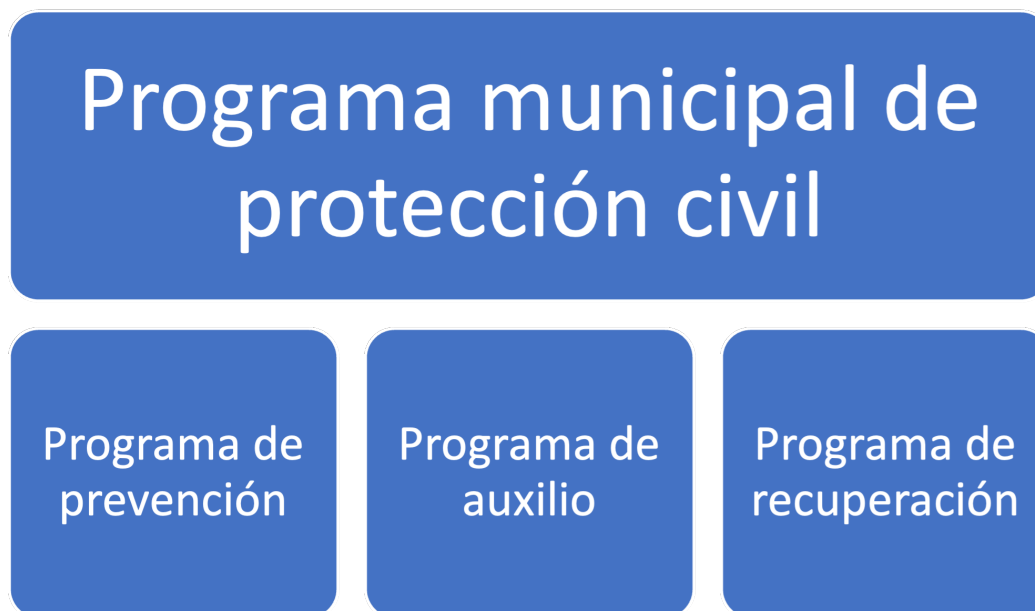 Programa municipal de
protección civil
Programa de
prevención
Programa de
auxilio
Programa de
recuperación